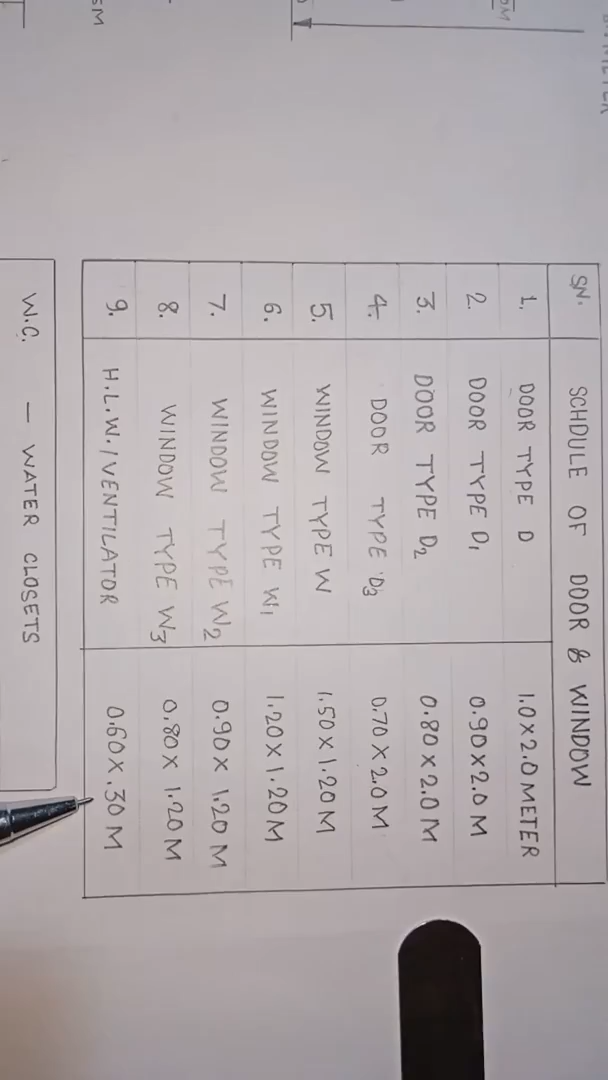 SN. SCHDULE OF DOOR & WINDOW
1. DOOR TYPE D 1.0 X 2.0 METER
2. DOOR TYPE D1 0.90 X 2.0 M
3. DOOR TYPE D2 0.80 X 2.0 M
4. DOOR TYPE D3 0.70 X 2.0 M
5. WINDOW TYPE W 1.50 X 1.20 M
6. WINDOW TYPE W1 1.20 X 1.20 M
7. WINDOW TYPE W2 0.90 X 1.20 M
8. WINDOW TYPE W3 0.80 X 1.20 M
9. H.L.W./VENTILATOR 0.60 X .30 M
W.C. — WATER CLOSETS